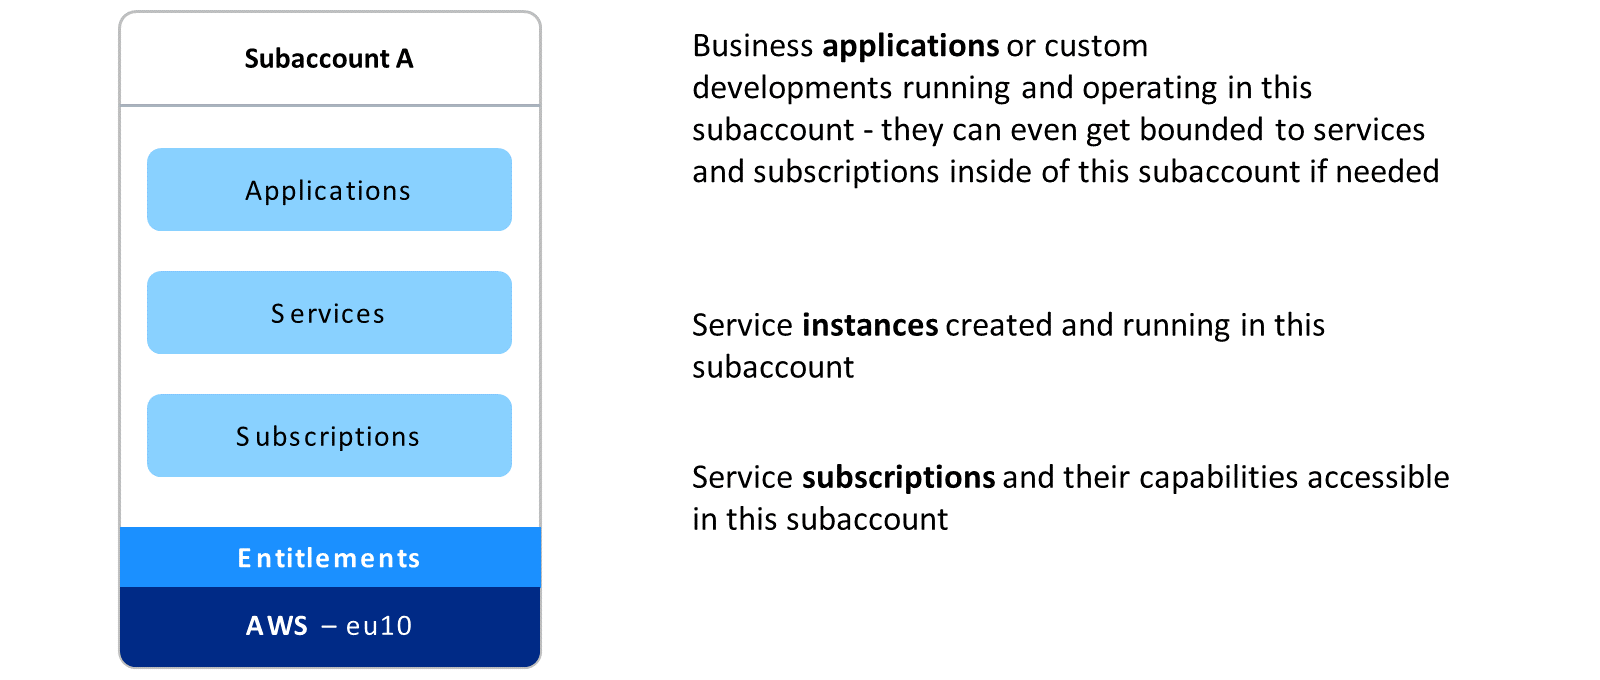 Subaccount A
Applications
Services
Subscriptions
Entitlements
AWS – eu10
Business applications or custom
developments running and operating in this
subaccount - they can even get bounded to services
and subscriptions inside of this subaccount if needed
Service instances created and running in this
subaccount
Service subscriptions and their capabilities accessible
in this subaccount